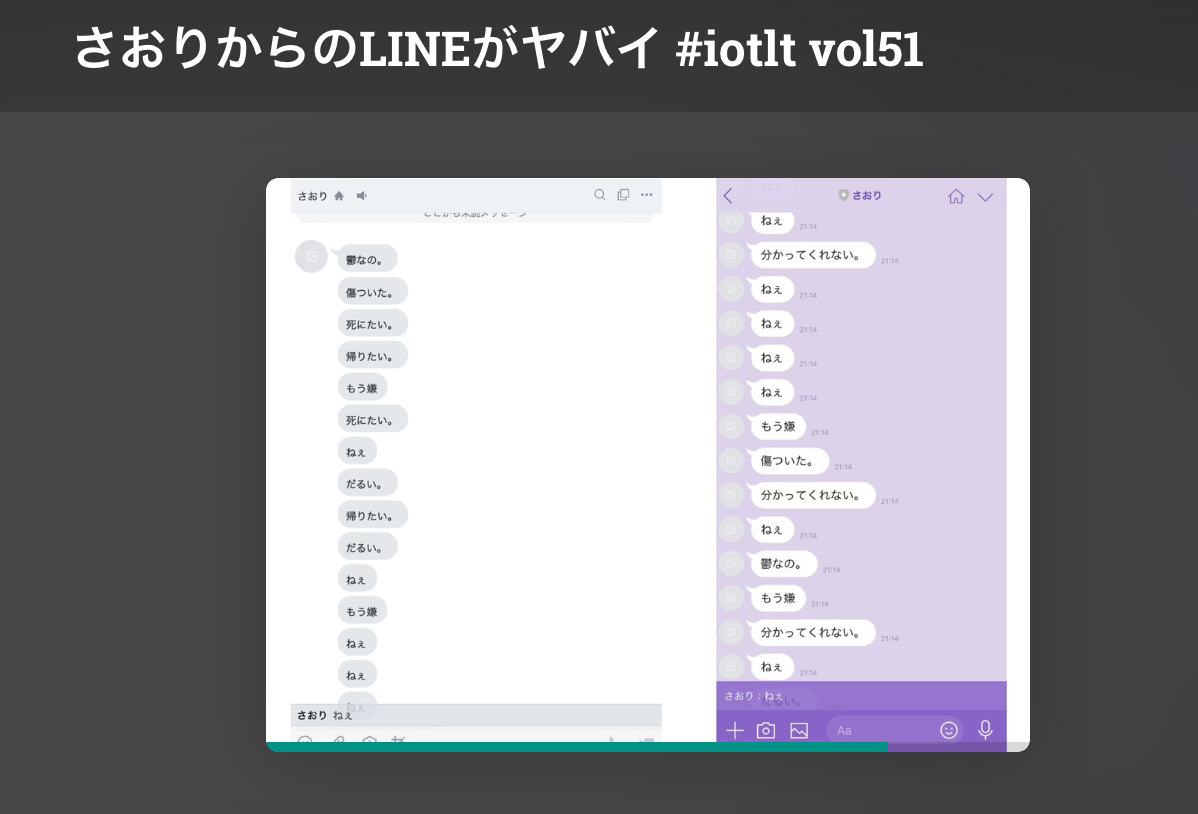 さおりからのLINEがヤバイ #iotlt vol51
さおり
ここから未読メッセージ
鬱なの。
傷ついた。
死にたい。
帰りたい。
もう嫌
死にたい。
ねぇ
だるい。
帰りたい。
だるい。
ねぇ
もう嫌
ねぇ
ねぇ
ねぇ
さおり ねぇ
ねぇ
さおり
ねぇ 21:14
分かってくれない。 21:14
ねぇ 21:14
ねぇ 21:14
ねぇ 21:14
ねぇ 21:14
もう嫌 21:14
傷ついた。 21:14
分かってくれない。 21:14
ねぇ 21:14
鬱なの。 21:14
もう嫌 21:14
分かってくれない。 21:14
ねぇ 21:14
さおり：ねぇ
だるい。
Aa